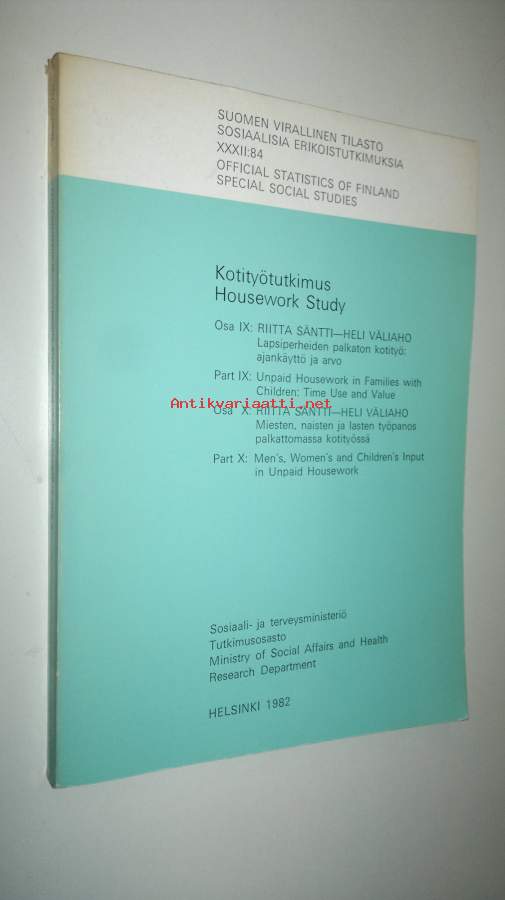 SUOMEN VIRALLINEN TILASTO
SOSIAALISIA ERIKOISTUTKIMUKSIA
XXXII:84
OFFICIAL STATISTICS OF FINLAND
SPECIAL SOCIAL STUDIES
Kotityötutkimus
Housework Study
Osa IX: RIITTA SÄNTTI—HELI VÄLIAHO
Lapsiperheiden palkaton kotityö:
ajankäyttö ja arvo
Part IX: Unpaid Housework in Families with
Children: Time Use and Value
Antikvariaatti.net
Osa X: RIITTA SÄNTTI—HELI VÄLIAHO
Miesten, naisten ja lasten työpanos
palkattomassa kotityössä
Part X: Men's, Women's and Children's Input
in Unpaid Housework
Sosiaali- ja terveysministeriö
Tutkimusosasto
Ministry of Social Affairs and Health
Research Department
HELSINKI 1982